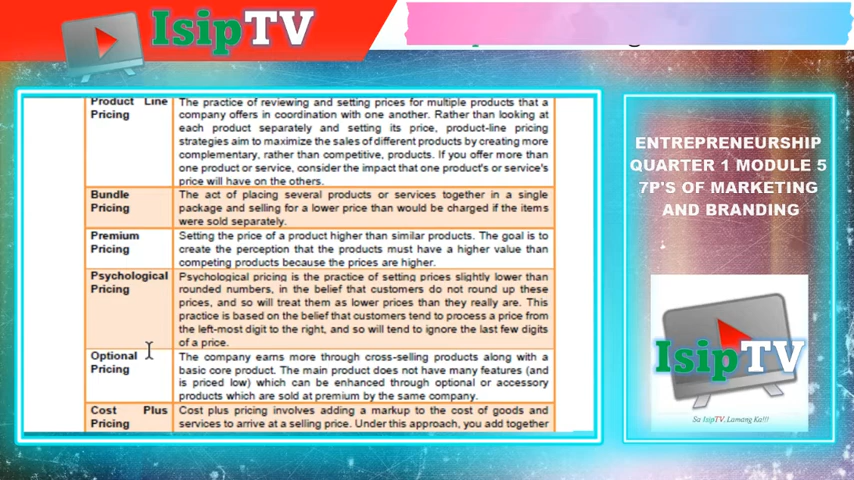 IsipTV
Product Line
Pricing
The practice of reviewing and setting prices for multiple products that a
company offers in coordination with one another. Rather than looking at
each product separately and setting its price, product-line pricing
strategies aim to maximize the sales of different products by creating more
complementary, rather than competitive, products. If you offer more than
one product or service, consider the impact that one product's or service's
price will have on the others.
Bundle
Pricing
The act of placing several products or services together in a single
package and selling for a lower price than would be charged if the items
were sold separately.
Premium
Pricing
Setting the price of a product higher than similar products. The goal is to
create the perception that the products must have a higher value than
competing products because the prices are higher.
Psychological
Pricing
Psychological pricing is the practice of setting prices slightly lower than
rounded numbers, in the belief that customers do not round up these
prices, and so will treat them as lower prices than they really are. This
practice is based on the belief that customers tend to process a price from
the left-most digit to the right, and so will tend to ignore the last few digits
of a price.
Optional
Pricing
The company earns more through cross-selling products along with a
basic core product. The main product does not have many features (and
is priced low) which can be enhanced through optional or accessory
products which are sold at premium by the same company.
Cost Plus
Pricing
Cost plus pricing involves adding a markup to the cost of goods and
services to arrive at a selling price. Under this approach, you add together
ENTREPRENEURSHIP
QUARTER 1 MODULE 5
7P'S OF MARKETING
AND BRANDING
IsipTV
Sa IsipTV, Lamang Ka!!!